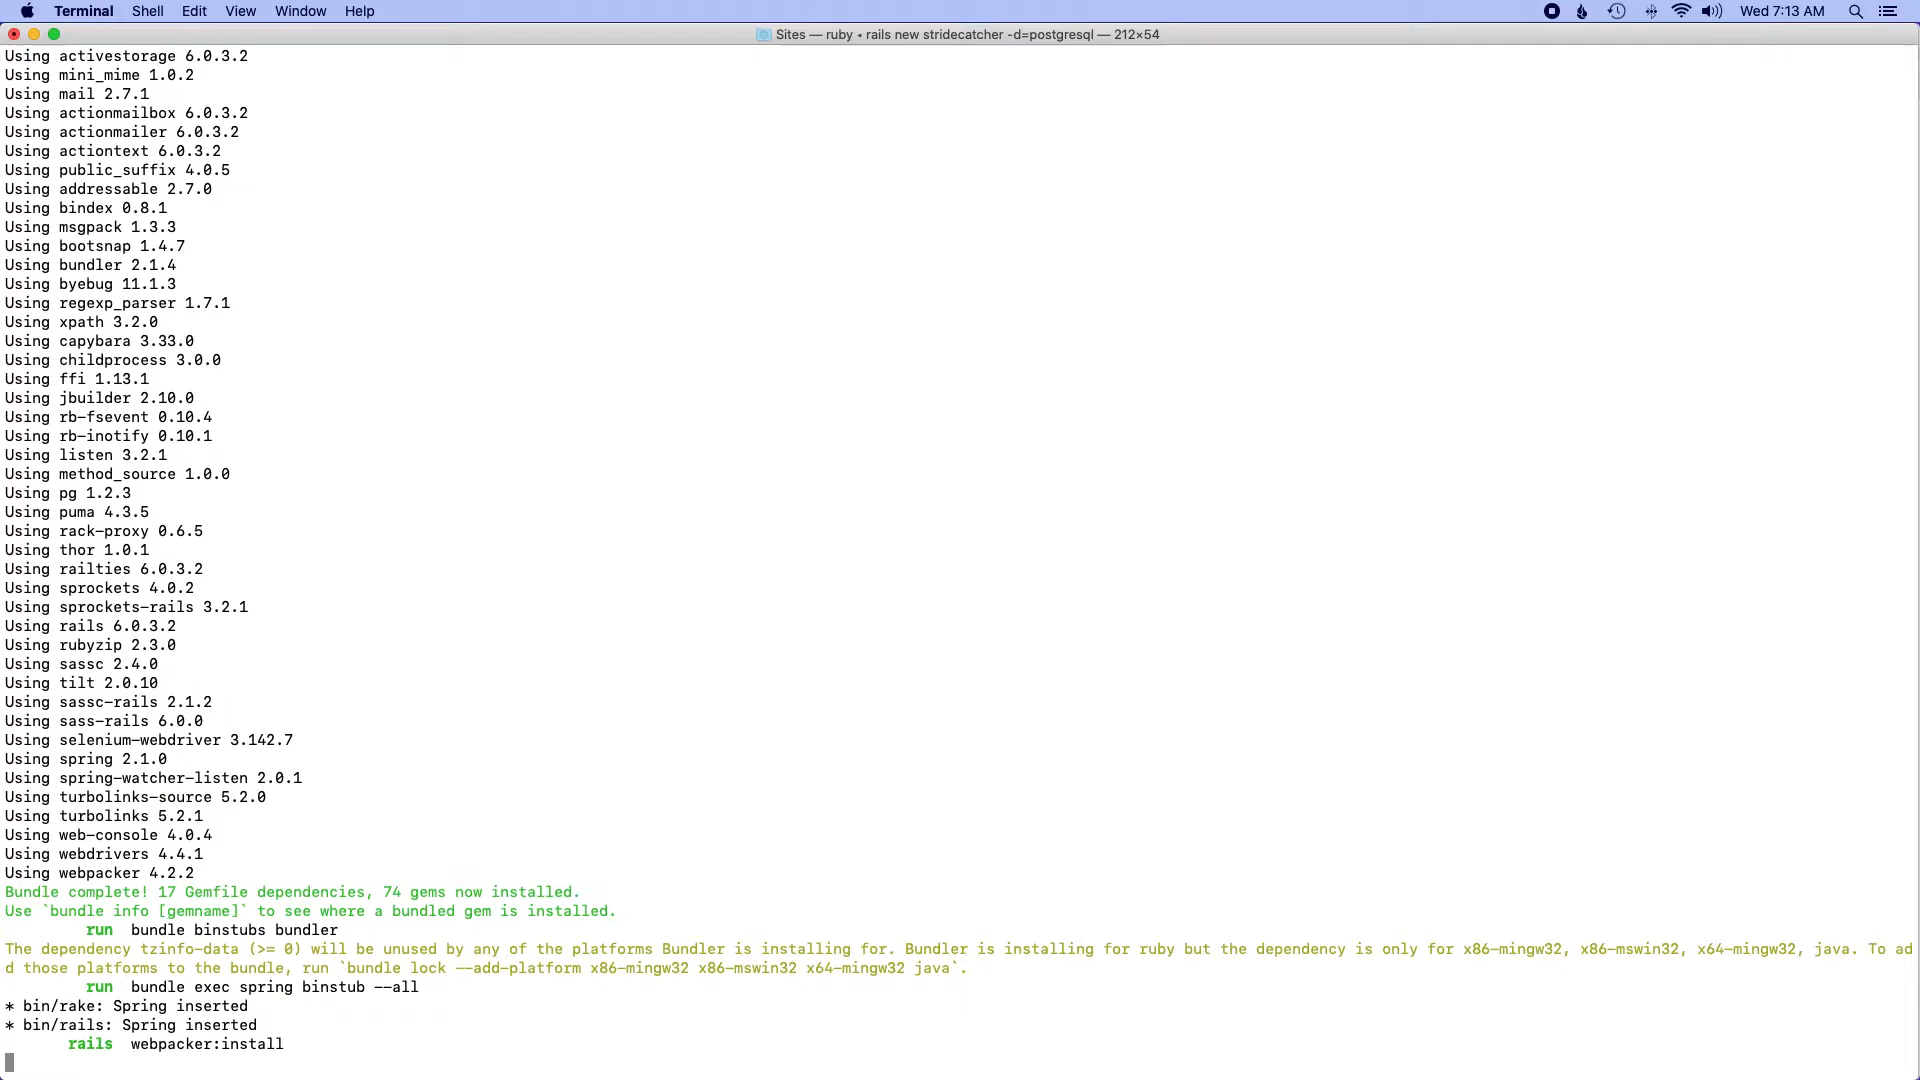 Terminal Shell Edit View Window Help Wed 7:13 AM
Sites — ruby ◂ rails new stridecatcher -d=postgresql — 212×54
Using activestorage 6.0.3.2
Using mini_mime 1.0.2
Using mail 2.7.1
Using actionmailbox 6.0.3.2
Using actionmailer 6.0.3.2
Using actiontext 6.0.3.2
Using public_suffix 4.0.5
Using addressable 2.7.0
Using bindex 0.8.1
Using msgpack 1.3.3
Using bootsnap 1.4.7
Using bundler 2.1.4
Using byebug 11.1.3
Using regexp_parser 1.7.1
Using xpath 3.2.0
Using capybara 3.33.0
Using childprocess 3.0.0
Using ffi 1.13.1
Using jbuilder 2.10.0
Using rb-fsevent 0.10.4
Using rb-inotify 0.10.1
Using listen 3.2.1
Using method_source 1.0.0
Using pg 1.2.3
Using puma 4.3.5
Using rack-proxy 0.6.5
Using thor 1.0.1
Using railties 6.0.3.2
Using sprockets 4.0.2
Using sprockets-rails 3.2.1
Using rails 6.0.3.2
Using rubyzip 2.3.0
Using sassc 2.4.0
Using tilt 2.0.10
Using sassc-rails 2.1.2
Using sass-rails 6.0.0
Using selenium-webdriver 3.142.7
Using spring 2.1.0
Using spring-watcher-listen 2.0.1
Using turbolinks-source 5.2.0
Using turbolinks 5.2.1
Using web-console 4.0.4
Using webdrivers 4.4.1
Using webpacker 4.2.2
Bundle complete! 17 Gemfile dependencies, 74 gems now installed.
Use `bundle info [gemname]` to see where a bundled gem is installed.
run bundle binstubs bundler
The dependency tzinfo-data (>= 0) will be unused by any of the platforms Bundler is installing for. Bundler is installing for ruby but the dependency is only for x86-mingw32, x86-mswin32, x64-mingw32, java. To ad
d those platforms to the bundle, run `bundle lock --add-platform x86-mingw32 x86-mswin32 x64-mingw32 java`.
run bundle exec spring binstub --all
* bin/rake: Spring inserted
* bin/rails: Spring inserted
rails webpacker:install